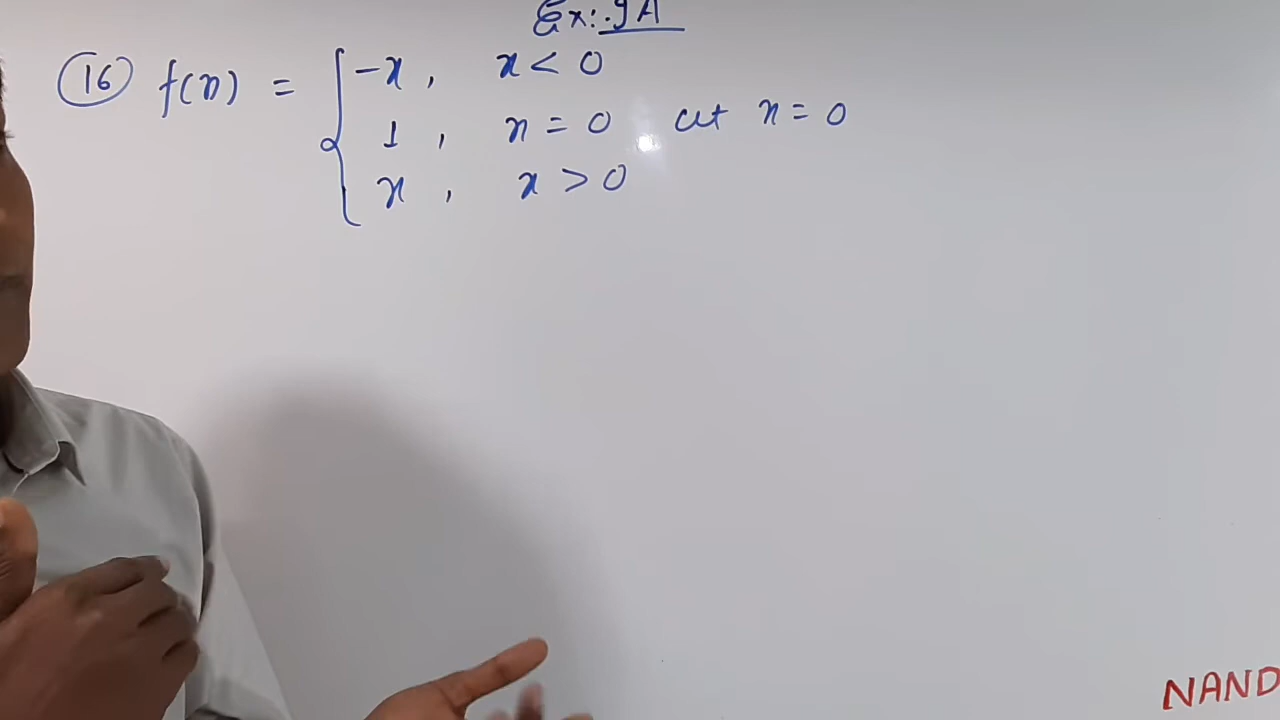 Ex:.9A
(16) f(x) = { -x, x < 0
1, x = 0 at x = 0
x, x > 0
NAND